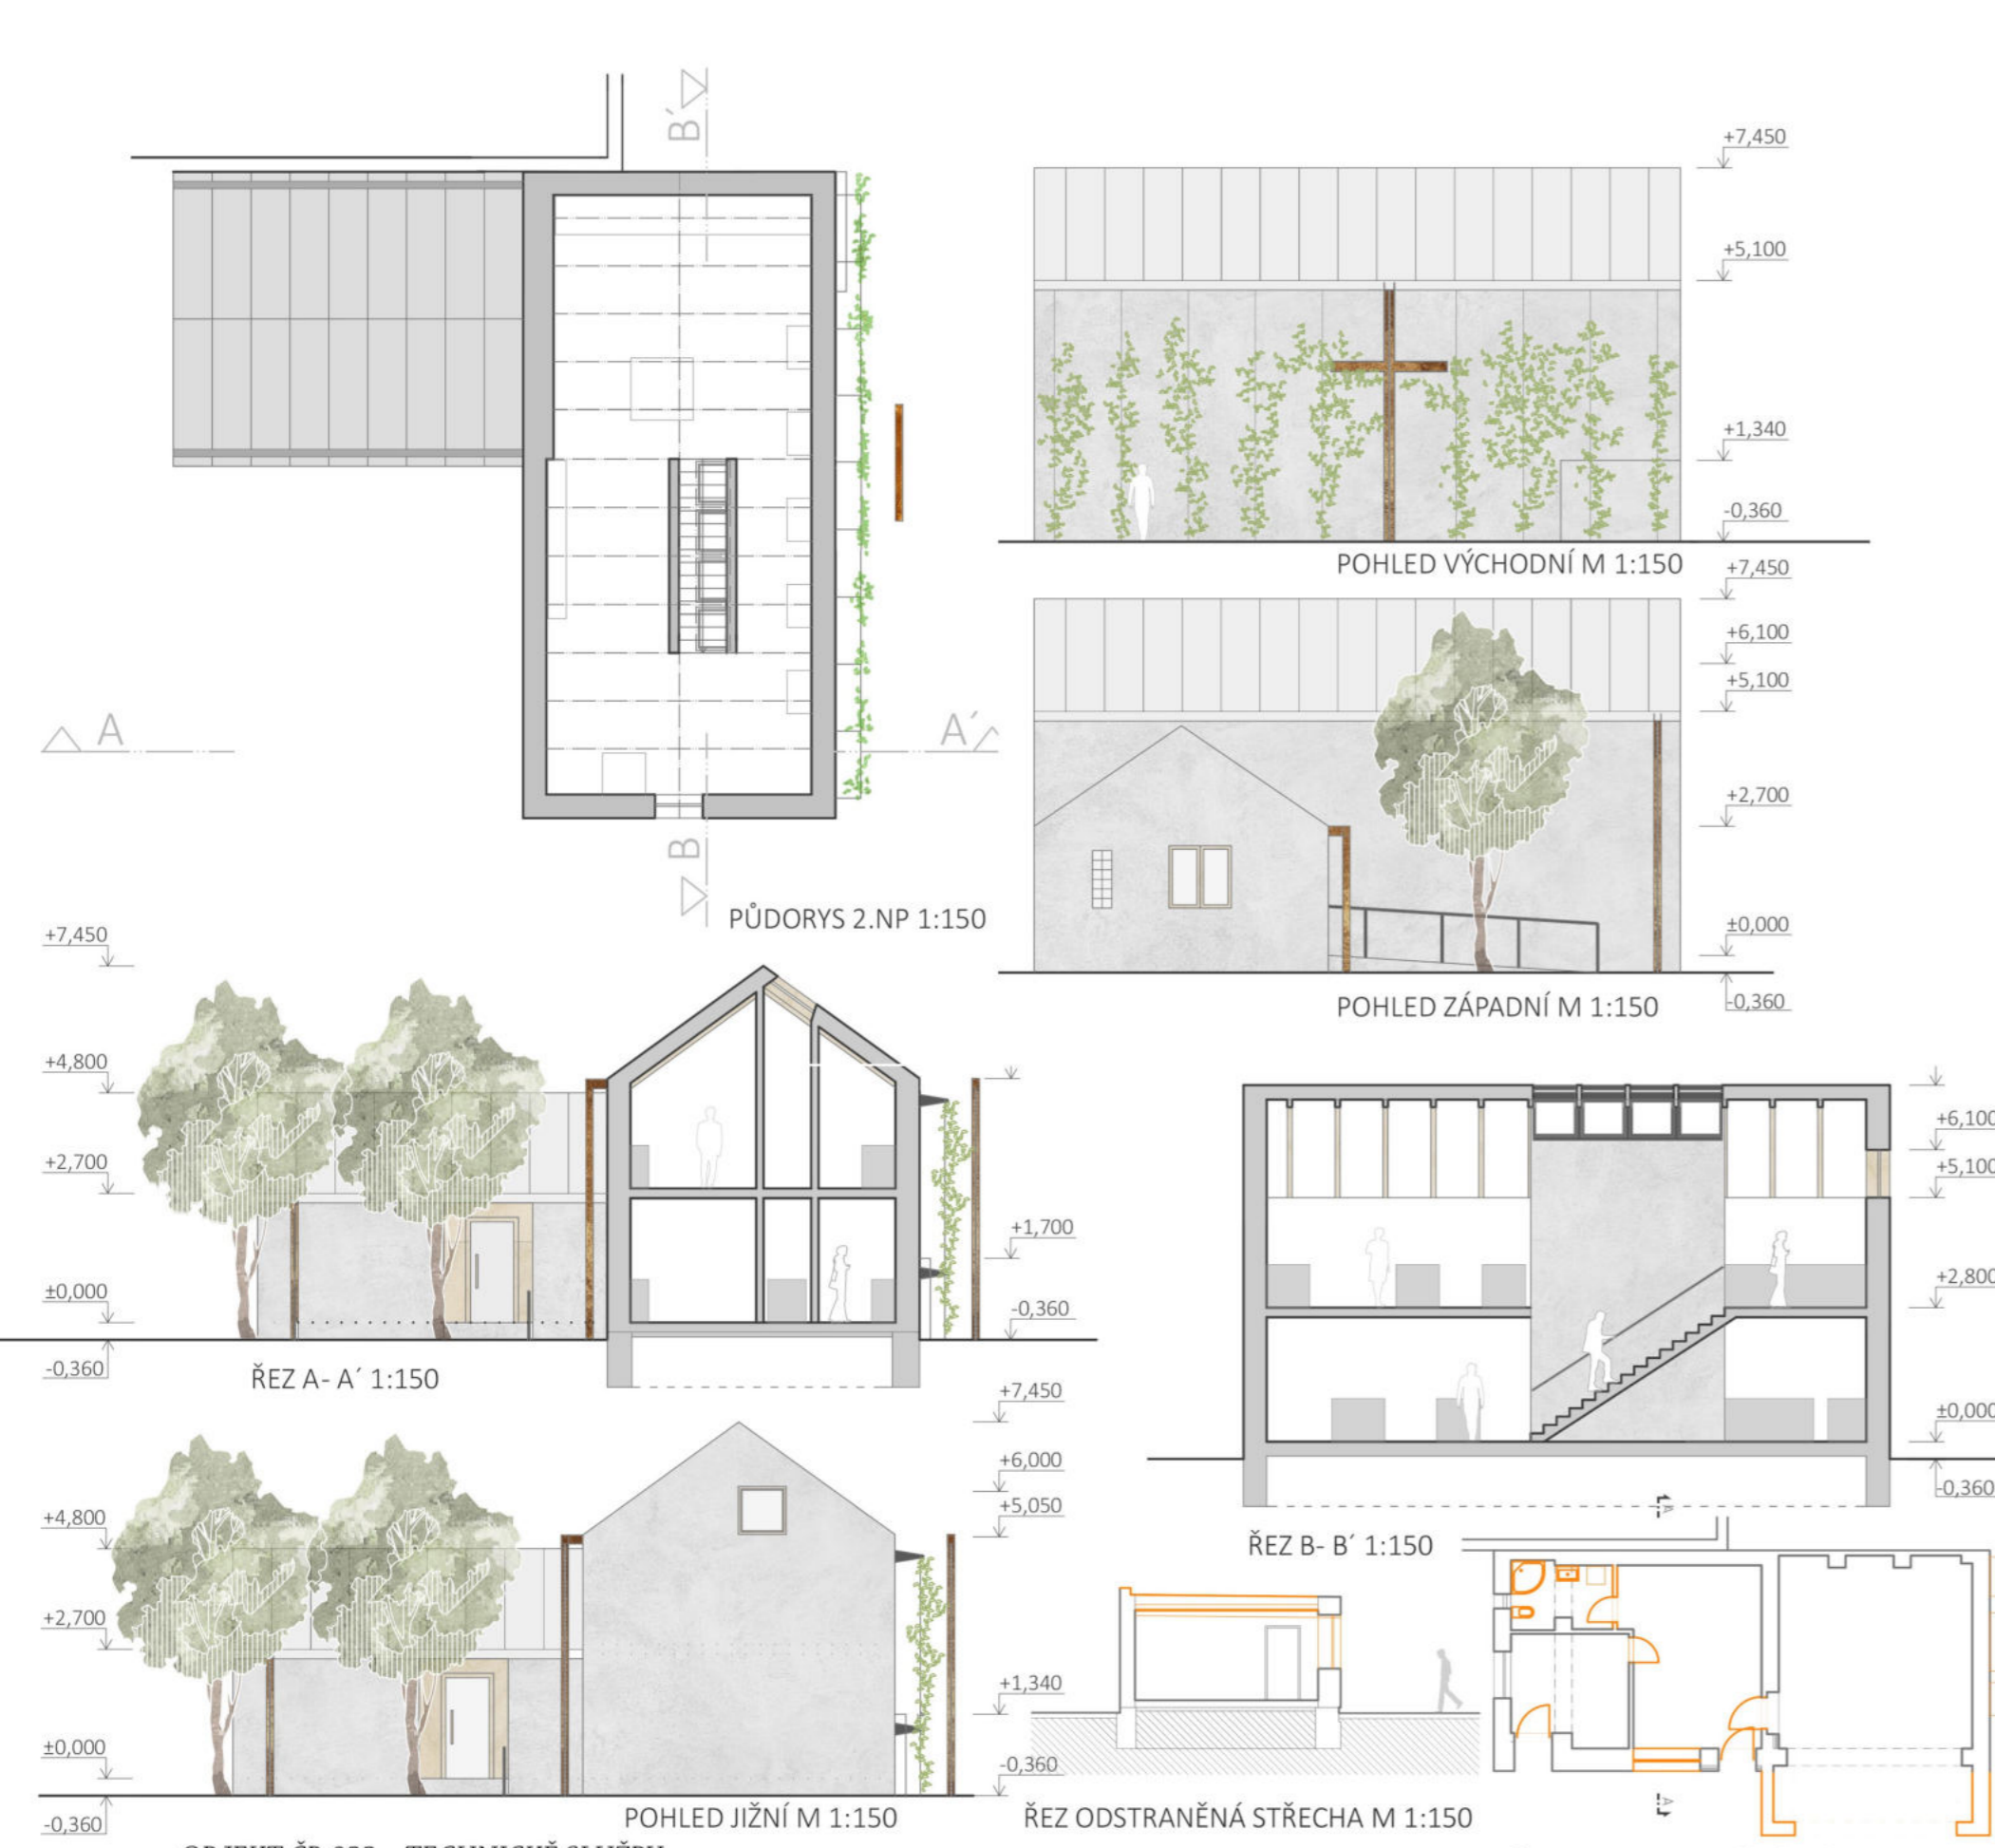 B´
+7,450
+5,100
+1,340
-0,360
POHLED VÝCHODNÍ M 1:150
+7,450
+6,100
+5,100
A
A´
+2,700
B
PŮDORYS 2.NP 1:150
±0,000
-0,360
POHLED ZÁPADNÍ M 1:150
+7,450
+4,800
+2,700
±0,000
-0,360
+1,700
-0,360
ŘEZ A- A´ 1:150
+6,100
+5,100
+2,800
±0,000
-0,360
ŘEZ B- B´ 1:150
+7,450
+6,000
+5,050
+4,800
+2,700
±0,000
-0,360
+1,340
-0,360
POHLED JIŽNÍ M 1:150
ŘEZ ODSTRANĚNÁ STŘECHA M 1:150
A
A